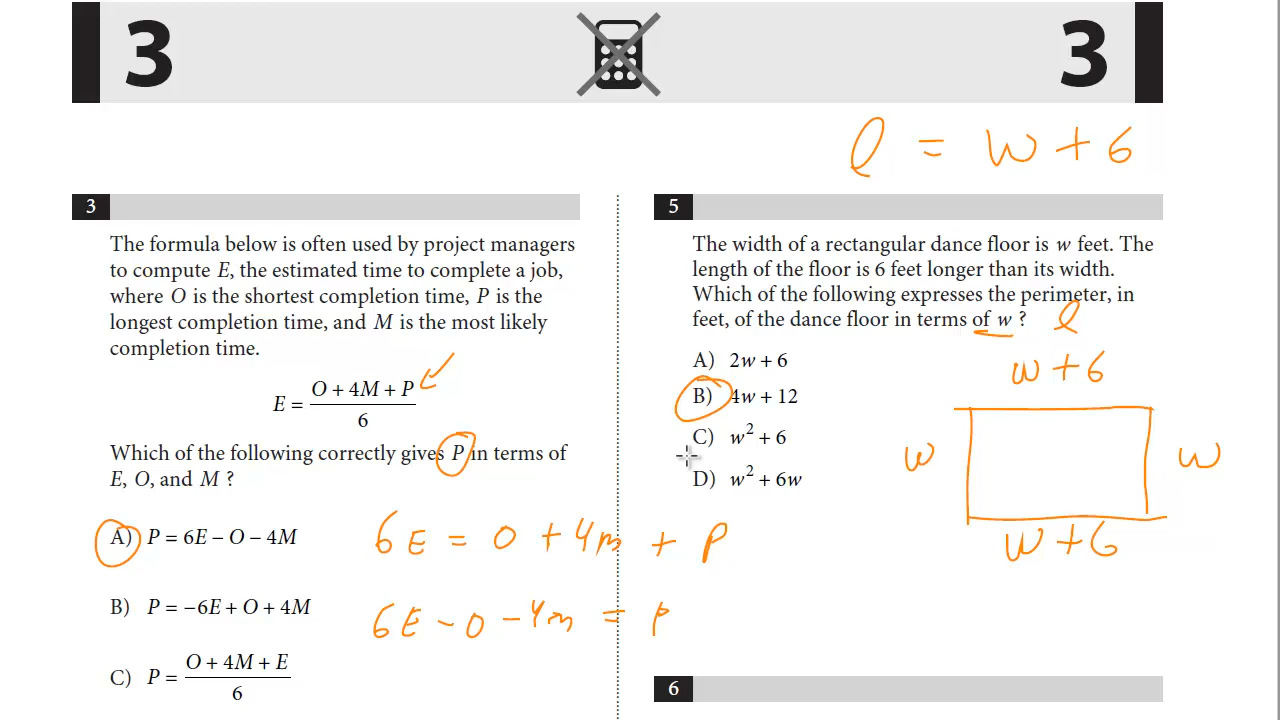 3 3
l = w + 6
3
The formula below is often used by project managers
to compute E, the estimated time to complete a job,
where O is the shortest completion time, P is the
longest completion time, and M is the most likely
completion time.
E = (O + 4M + P)/6
Which of the following correctly gives P in terms of
E, O, and M ?
A) P = 6E − O − 4M
B) P = −6E + O + 4M
C) P = (O + 4M + E)/6
6E = O + 4m + P
6E - O - 4m = P
5
The width of a rectangular dance floor is w feet. The
length of the floor is 6 feet longer than its width.
Which of the following expresses the perimeter, in
feet, of the dance floor in terms of w ?
A) 2w + 6
B) 4w + 12
C) w² + 6
D) w² + 6w
l
w + 6
w w
w + 6
6